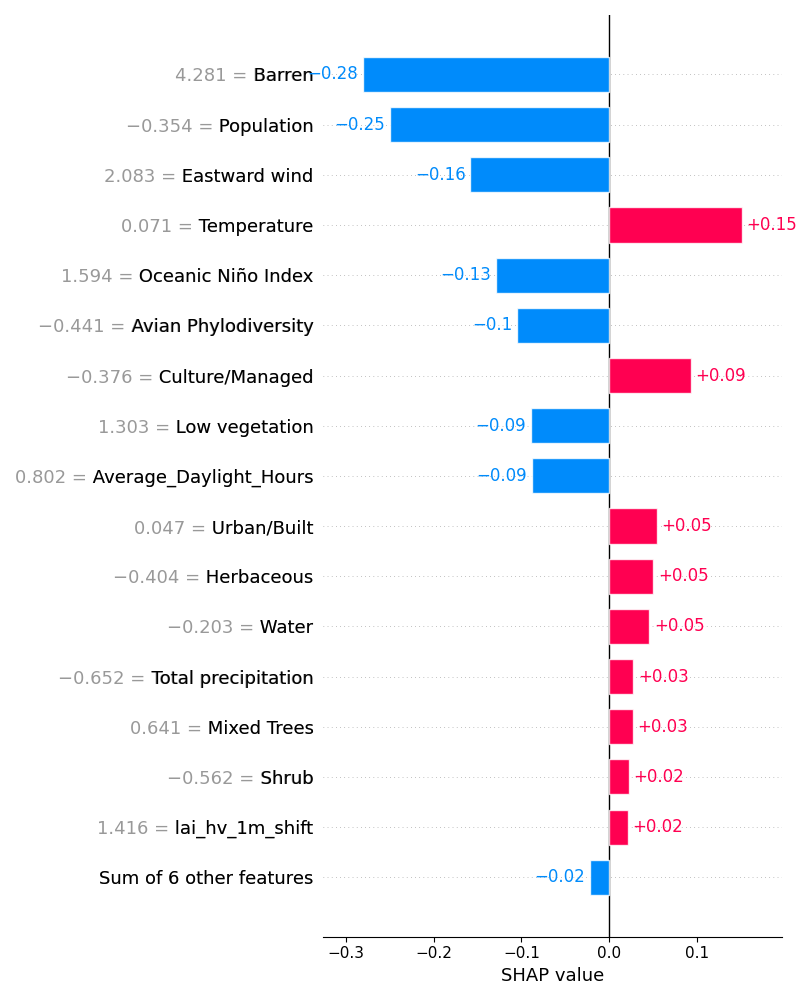 4.281 = Barren −0.28
−0.354 = Population −0.25
2.083 = Eastward wind −0.16
0.071 = Temperature +0.15
1.594 = Oceanic Niño Index −0.13
−0.441 = Avian Phylodiversity −0.1
−0.376 = Culture/Managed +0.09
1.303 = Low vegetation −0.09
0.802 = Average_Daylight_Hours −0.09
0.047 = Urban/Built +0.05
−0.404 = Herbaceous +0.05
−0.203 = Water +0.05
−0.652 = Total precipitation +0.03
0.641 = Mixed Trees +0.03
−0.562 = Shrub +0.02
1.416 = lai_hv_1m_shift +0.02
Sum of 6 other features −0.02
−0.3 −0.2 −0.1 0.0 0.1
SHAP value